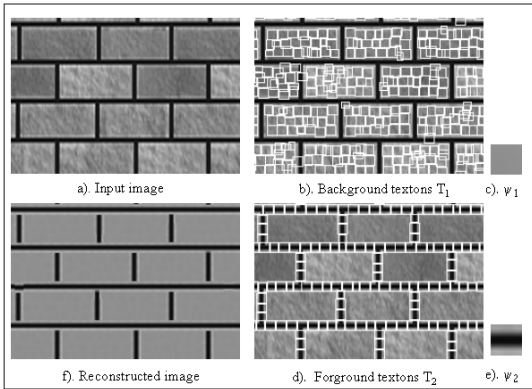 a). Input image
b). Background textons T1
c). ψ1
f). Reconstructed image
d). Forground textons T2
e). ψ2